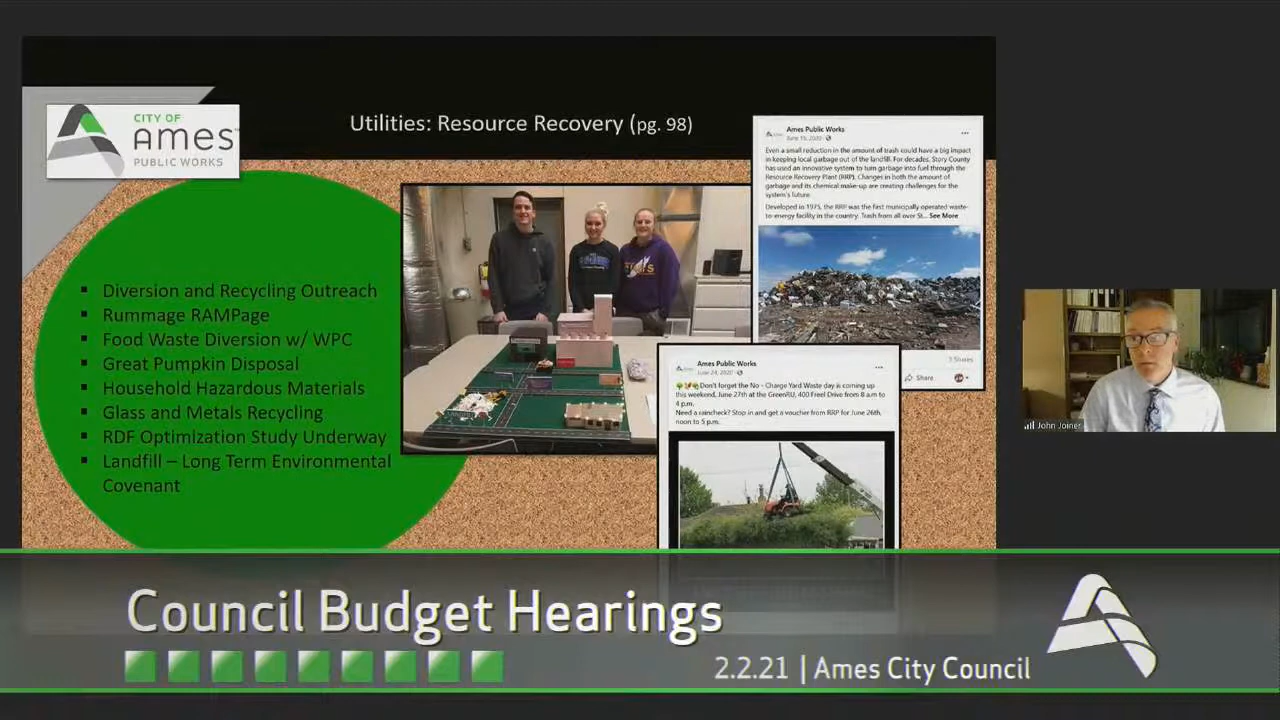 CITY OF
Ames™
PUBLIC WORKS
Utilities: Resource Recovery (pg. 98)
▪ Diversion and Recycling Outreach
▪ Rummage RAMPage
▪ Food Waste Diversion w/ WPC
▪ Great Pumpkin Disposal
▪ Household Hazardous Materials
▪ Glass and Metals Recycling
▪ RDF Optimization Study Underway
▪ Landfill – Long Term Environmental
Covenant
Ames Public Works
June 15, 2020
Even a small reduction in the amount of trash could have a big impact
in keeping local garbage out of the landfill. For decades, Story County
has used an innovative system to turn garbage into fuel through the
Resource Recovery Plant (RRP). Changes in both the amount of
garbage and its chemical make-up are creating challenges for the
system's future.
Developed in 1975, the RRP was the first municipally operated waste-
to-energy facility in the country. Trash from all over St... See More
3 Shares
Share
Ames Public Works
June 24, 2020
Don't forget the No - Charge Yard Waste day is coming up
this weekend, June 27th at the GreenRU, 400 Freel Drive from 8 a.m to
4 p.m.
Need a raincheck? Stop in and get a voucher from RRP for June 26th,
noon to 5 p.m.
John Joiner
Council Budget Hearings
2.2.21 | Ames City Council